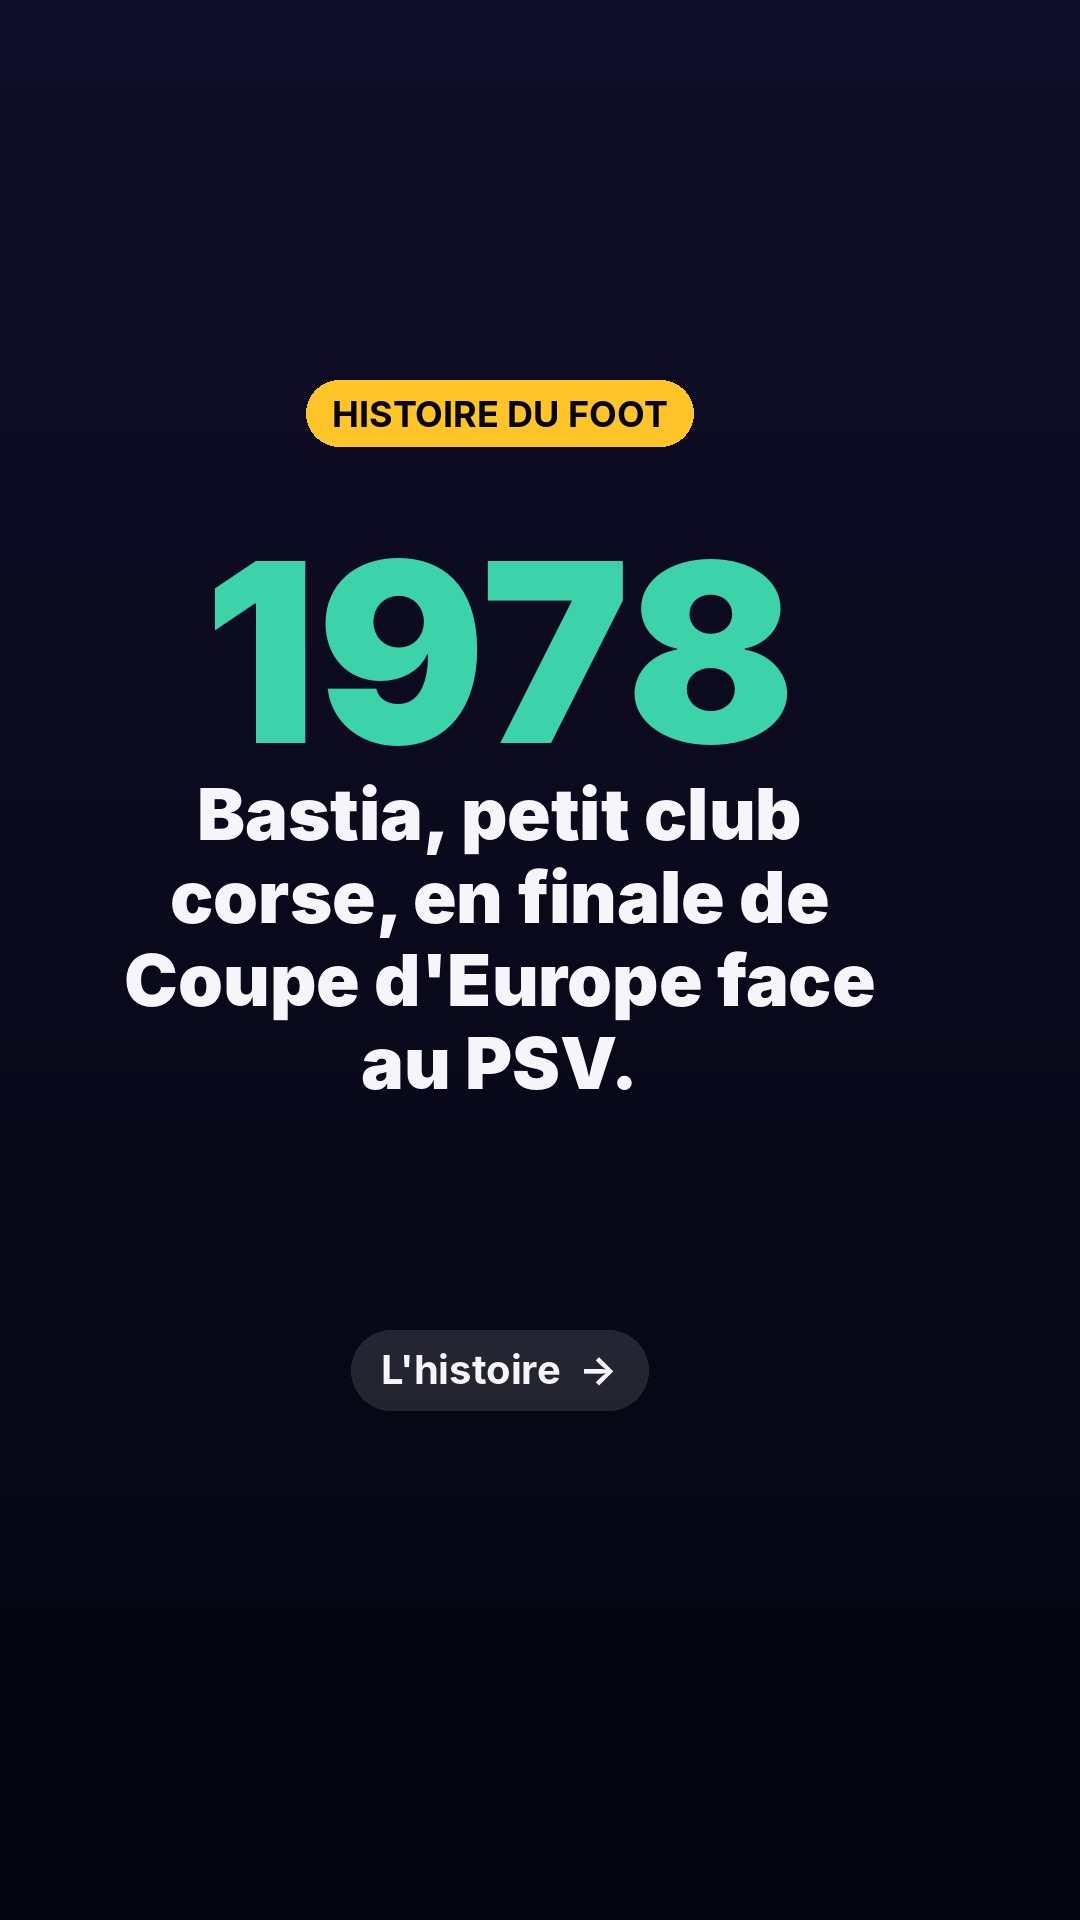 HISTOIRE DU FOOT
1978
Bastia, petit club
corse, en finale de
Coupe d'Europe face
au PSV.
L'histoire →